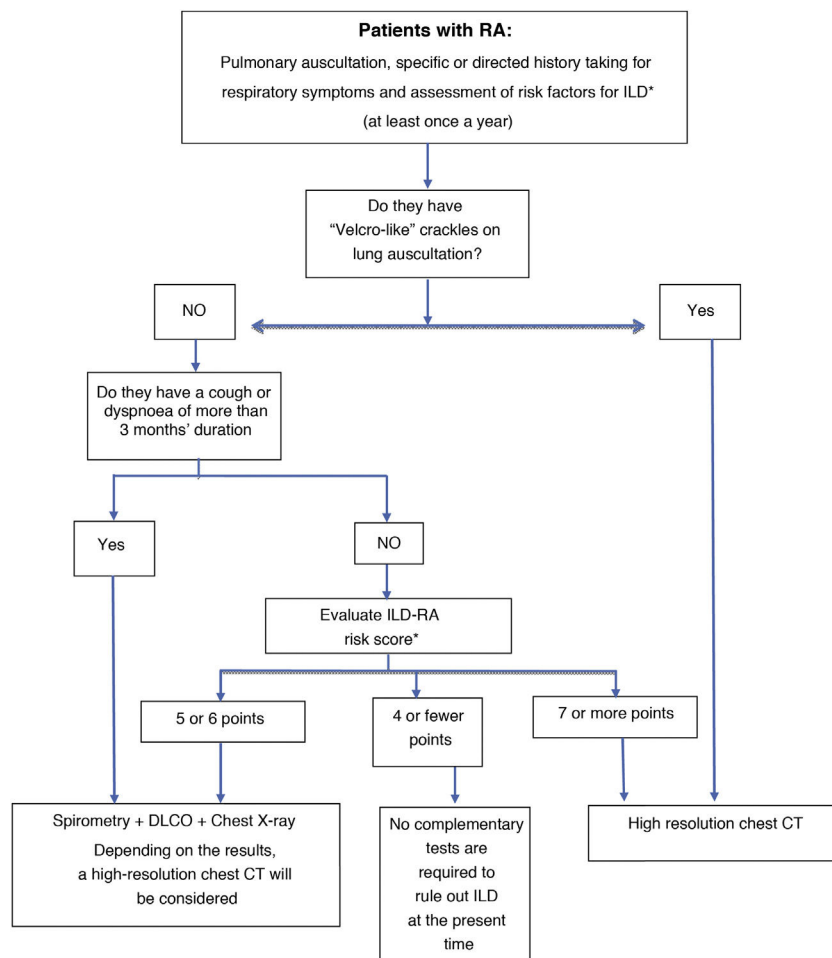 Patients with RA:
Pulmonary auscultation, specific or directed history taking for
respiratory symptoms and assessment of risk factors for ILD*
(at least once a year)
Do they have
“Velcro-like” crackles on
lung auscultation?
NO
Yes
Do they have a cough or
dyspnoea of more than
3 months’ duration
Yes
NO
Evaluate ILD-RA
risk score*
5 or 6 points
4 or fewer
points
7 or more points
Spirometry + DLCO + Chest X-ray
Depending on the results,
a high-resolution chest CT will
be considered
No complementary
tests are
required to
rule out ILD
at the present
time
High resolution chest CT